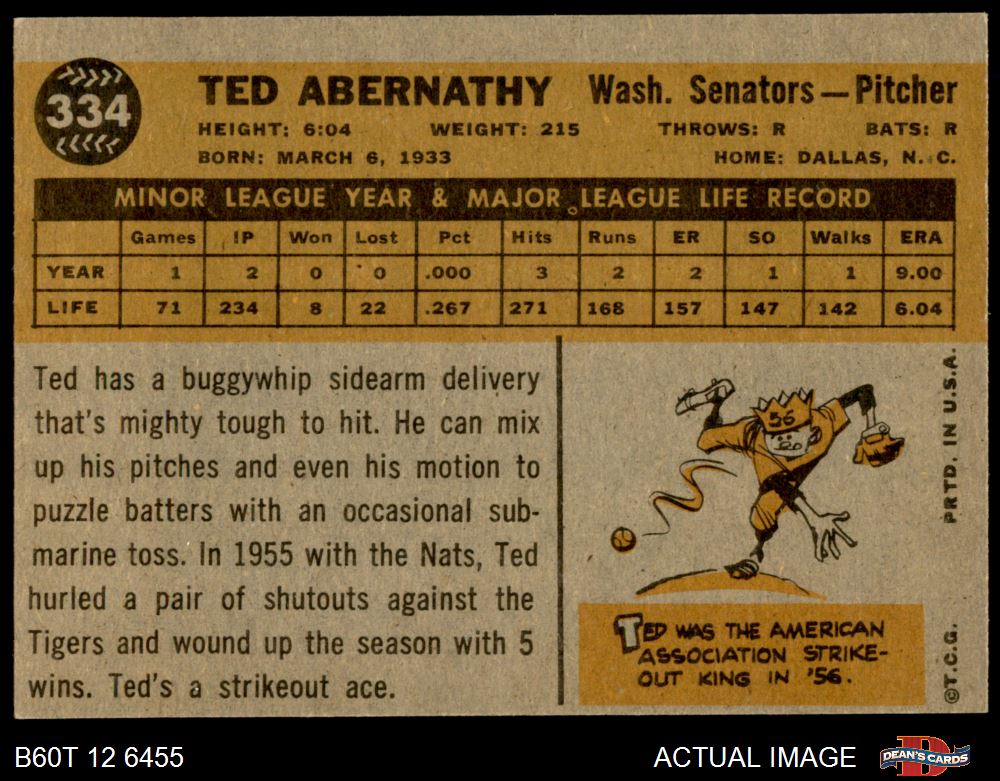 334
TED ABERNATHY Wash. Senators—Pitcher
HEIGHT: 6:04 WEIGHT: 215 THROWS: R BATS: R
BORN: MARCH 6, 1933 HOME: DALLAS, N. C.
MINOR LEAGUE YEAR & MAJOR LEAGUE LIFE RECORD
Games IP Won Lost Pct Hits Runs ER SO Walks ERA
YEAR 1 2 0 0 .000 3 2 2 1 1 9.00
LIFE 71 234 8 22 .267 271 168 157 147 142 6.04
Ted has a buggywhip sidearm delivery
that's mighty tough to hit. He can mix
up his pitches and even his motion to
puzzle batters with an occasional sub-
marine toss. In 1955 with the Nats, Ted
hurled a pair of shutouts against the
Tigers and wound up the season with 5
wins. Ted's a strikeout ace.
56
TED WAS THE AMERICAN
ASSOCIATION STRIKE-
OUT KING IN '56.
PRTD. IN U.S.A.
©T.C.G.
B60T 12 6455 ACTUAL IMAGE
DEAN'S CARDS